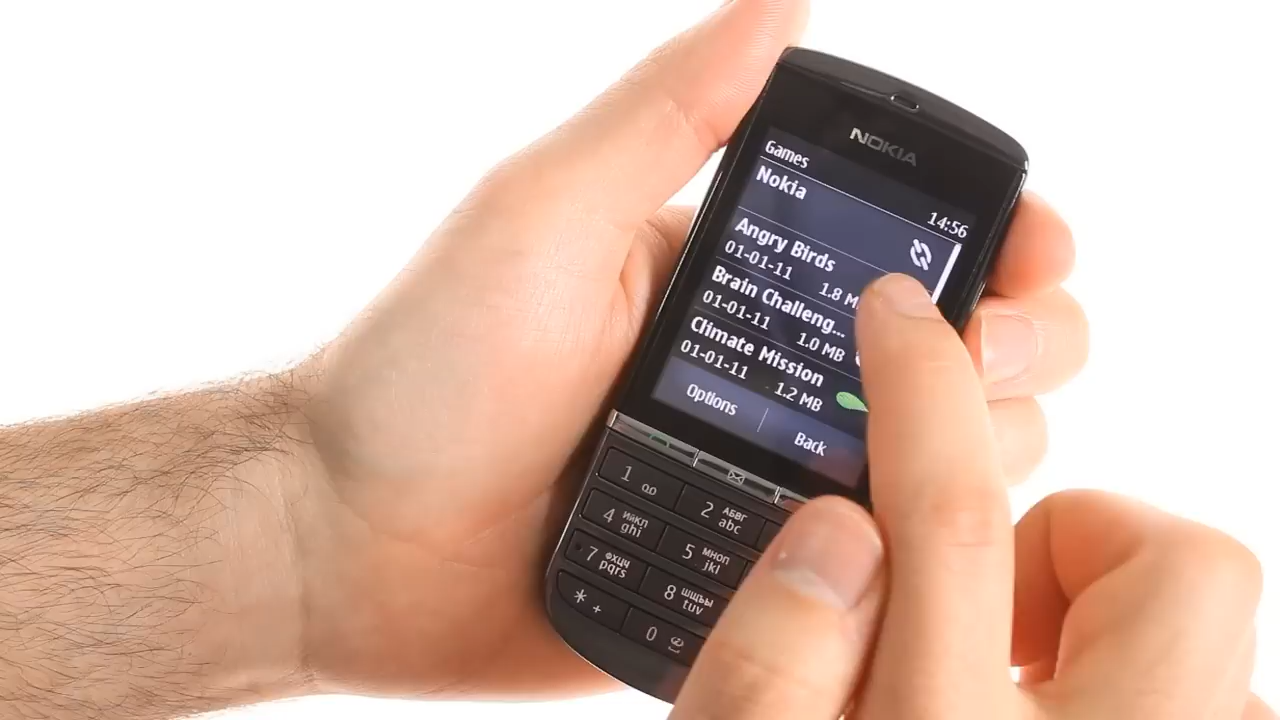 NOKIA
Games
14:56
Nokia
Angry Birds
01-01-11
1.8 M
Brain Challeng...
01-01-11 1.0 MB
Climate Mission
01-01-11 1.2 MB
Options Back
1
2 АБВГ abc
4 ИЙКЛ ghi
5 МНОП jkl
7 ФХЦЧ pqrs
8 ШЩЪЫ tuv
* +
0